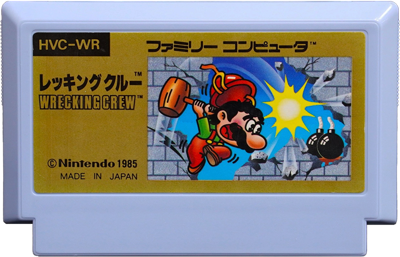 HVC-WR
ファミリー コンピュータ™
レッキングクルー™
WRECKING CREW™
©Nintendo 1985
MADE IN JAPAN